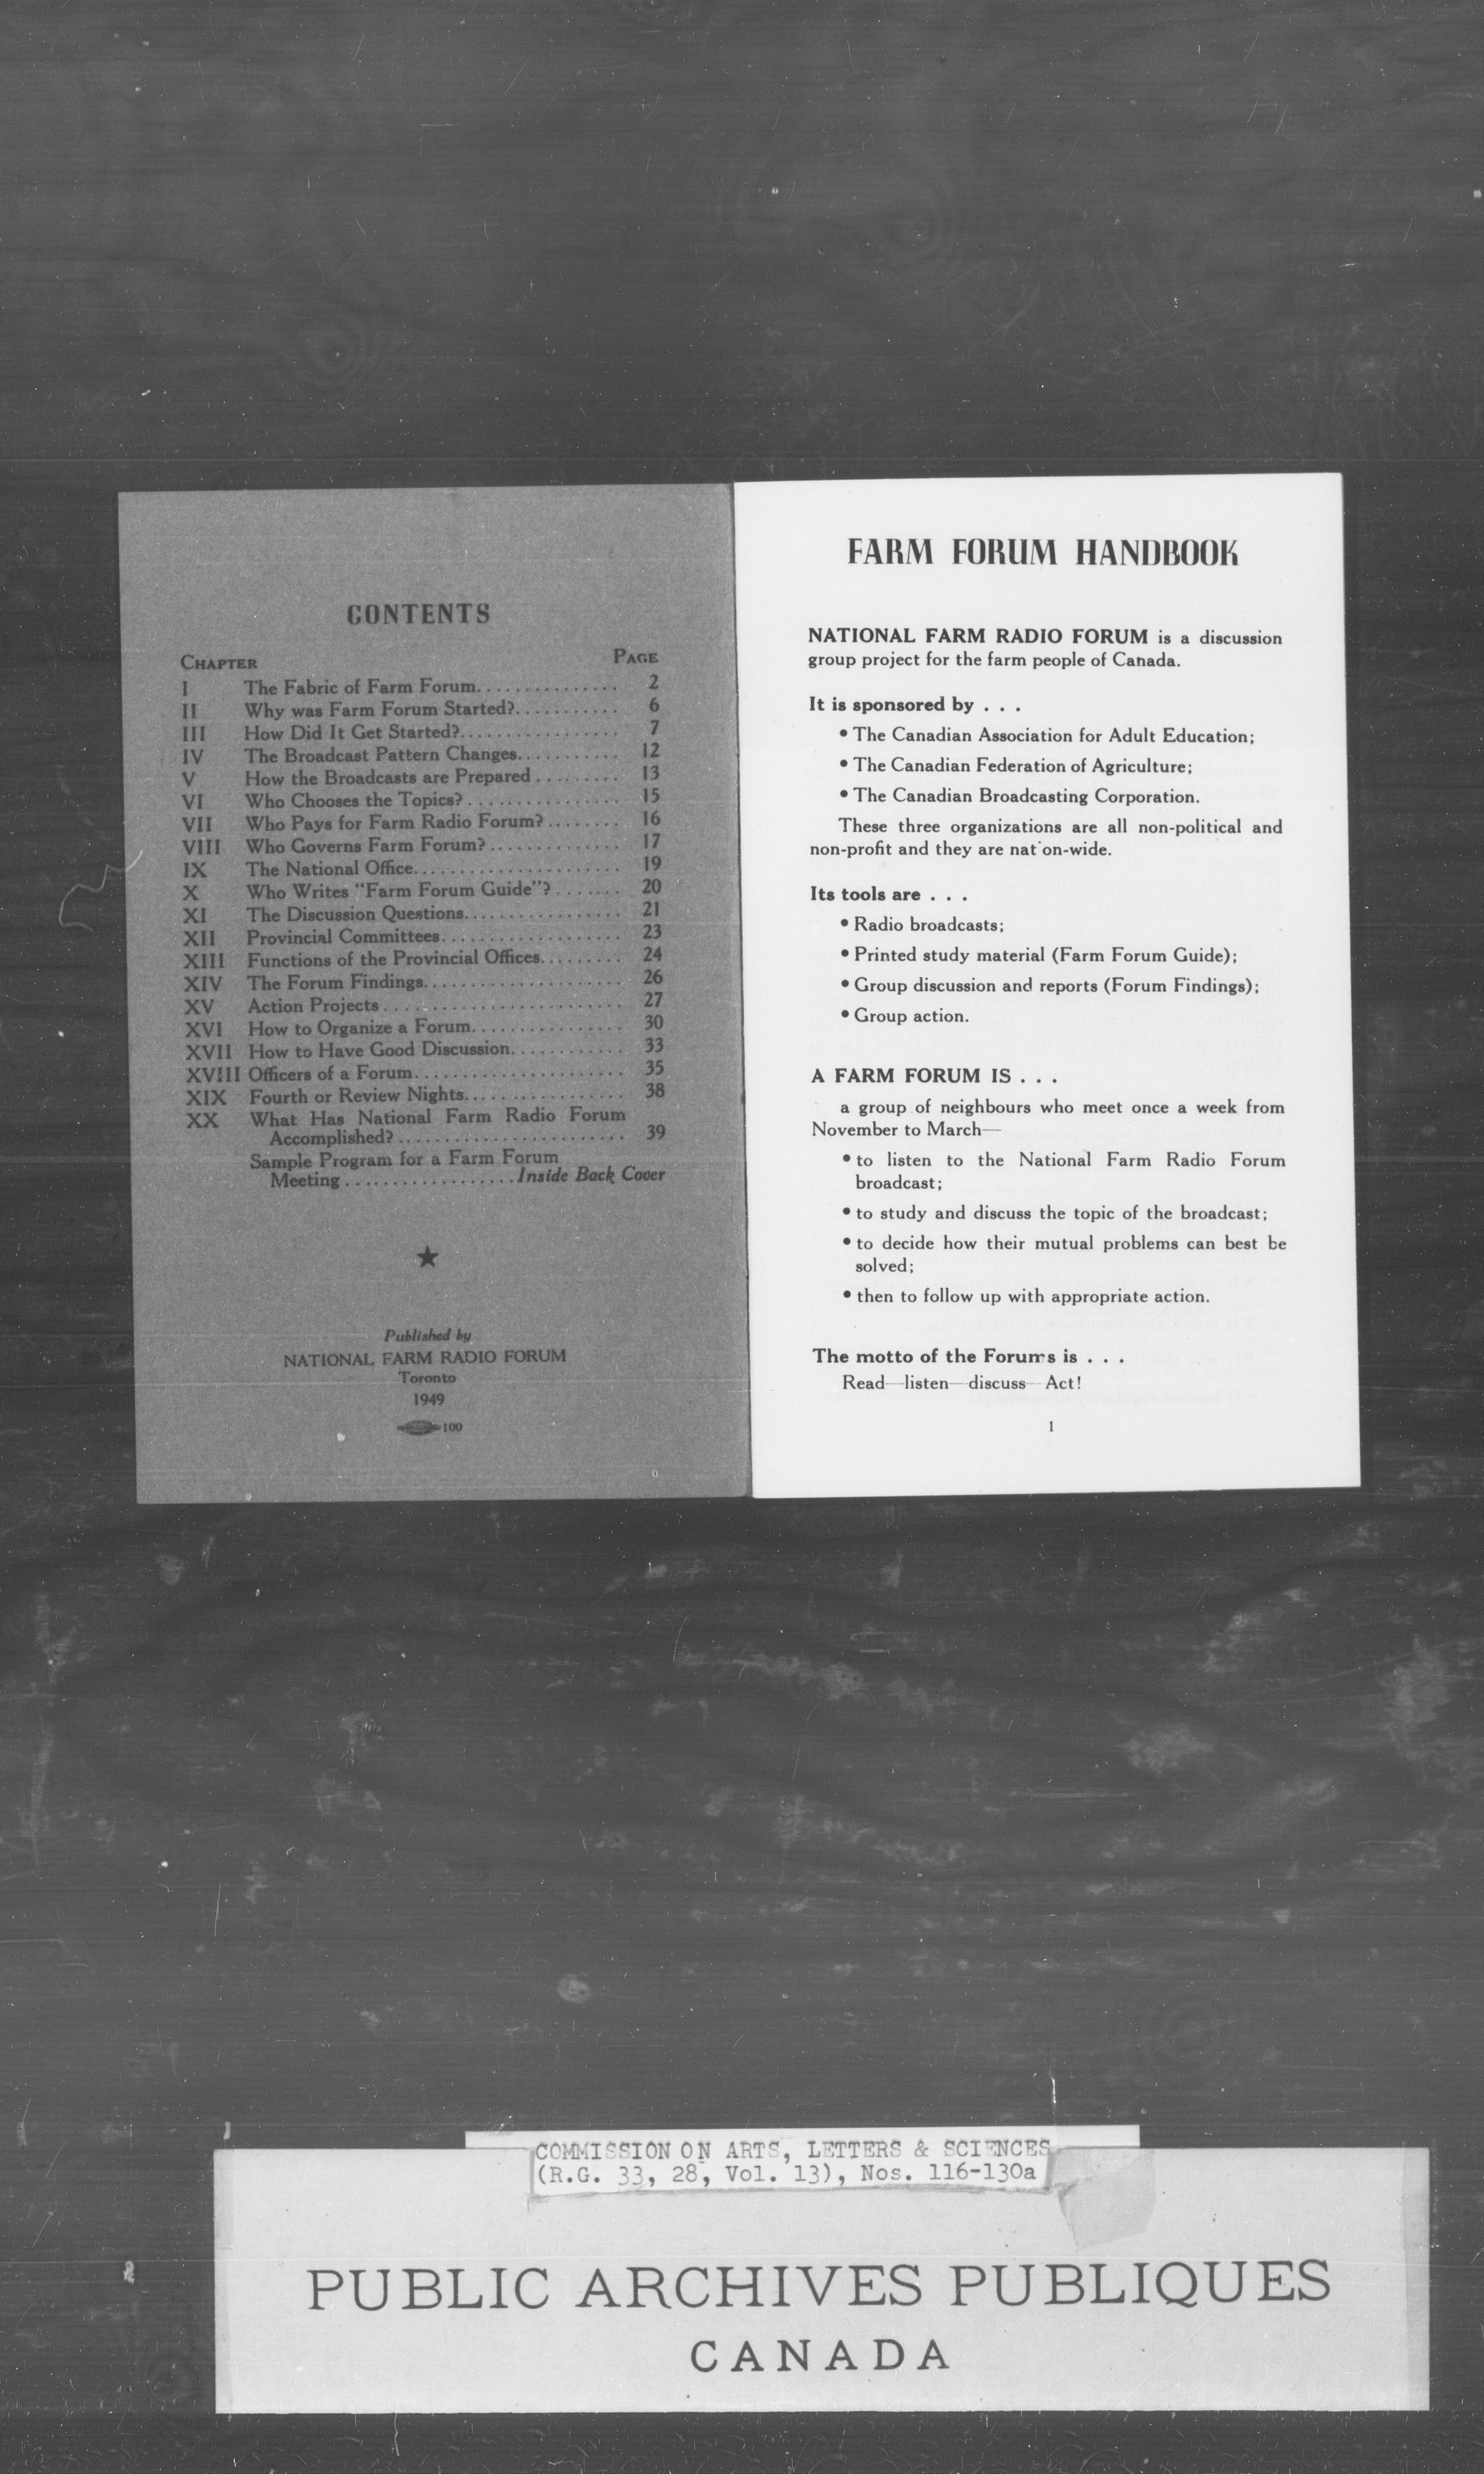 CONTENTS
CHAPTER PAGE
I The Fabric of Farm Forum............... 2
II Why was Farm Forum Started?........... 6
III How Did It Get Started?................. 7
IV The Broadcast Pattern Changes........... 12
V How the Broadcasts are Prepared......... 13
VI Who Chooses the Topics?................ 15
VII Who Pays for Farm Radio Forum?........ 16
VIII Who Governs Farm Forum?.............. 17
IX The National Office...................... 19
X Who Writes "Farm Forum Guide"?....... 20
XI The Discussion Questions................. 21
XII Provincial Committees................... 23
XIII Functions of the Provincial Offices......... 24
XIV The Forum Findings..................... 26
XV Action Projects......................... 27
XVI How to Organize a Forum................ 30
XVII How to Have Good Discussion............ 33
XVIII Officers of a Forum...................... 35
XIX Fourth or Review Nights................. 38
XX What Has National Farm Radio Forum
Accomplished?........................ 39
Sample Program for a Farm Forum
Meeting..................Inside Back Cover
★
Published by
NATIONAL FARM RADIO FORUM
Toronto
1949
100
FARM FORUM HANDBOOK
NATIONAL FARM RADIO FORUM is a discussion
group project for the farm people of Canada.
It is sponsored by . . .
• The Canadian Association for Adult Education;
• The Canadian Federation of Agriculture;
• The Canadian Broadcasting Corporation.
These three organizations are all non-political and
non-profit and they are nat on-wide.
Its tools are . . .
• Radio broadcasts;
• Printed study material (Farm Forum Guide);
• Group discussion and reports (Forum Findings);
• Group action.
A FARM FORUM IS . . .
a group of neighbours who meet once a week from
November to March—
• to listen to the National Farm Radio Forum
broadcast;
• to study and discuss the topic of the broadcast;
• to decide how their mutual problems can best be
solved;
• then to follow up with appropriate action.
The motto of the Forums is . . .
Read—listen—discuss—Act!
1
COMMISSION ON ARTS, LETTERS & SCIENCES
(R.G. 33, 28, Vol. 13), Nos. 116-130a
PUBLIC ARCHIVES PUBLIQUES
CANADA